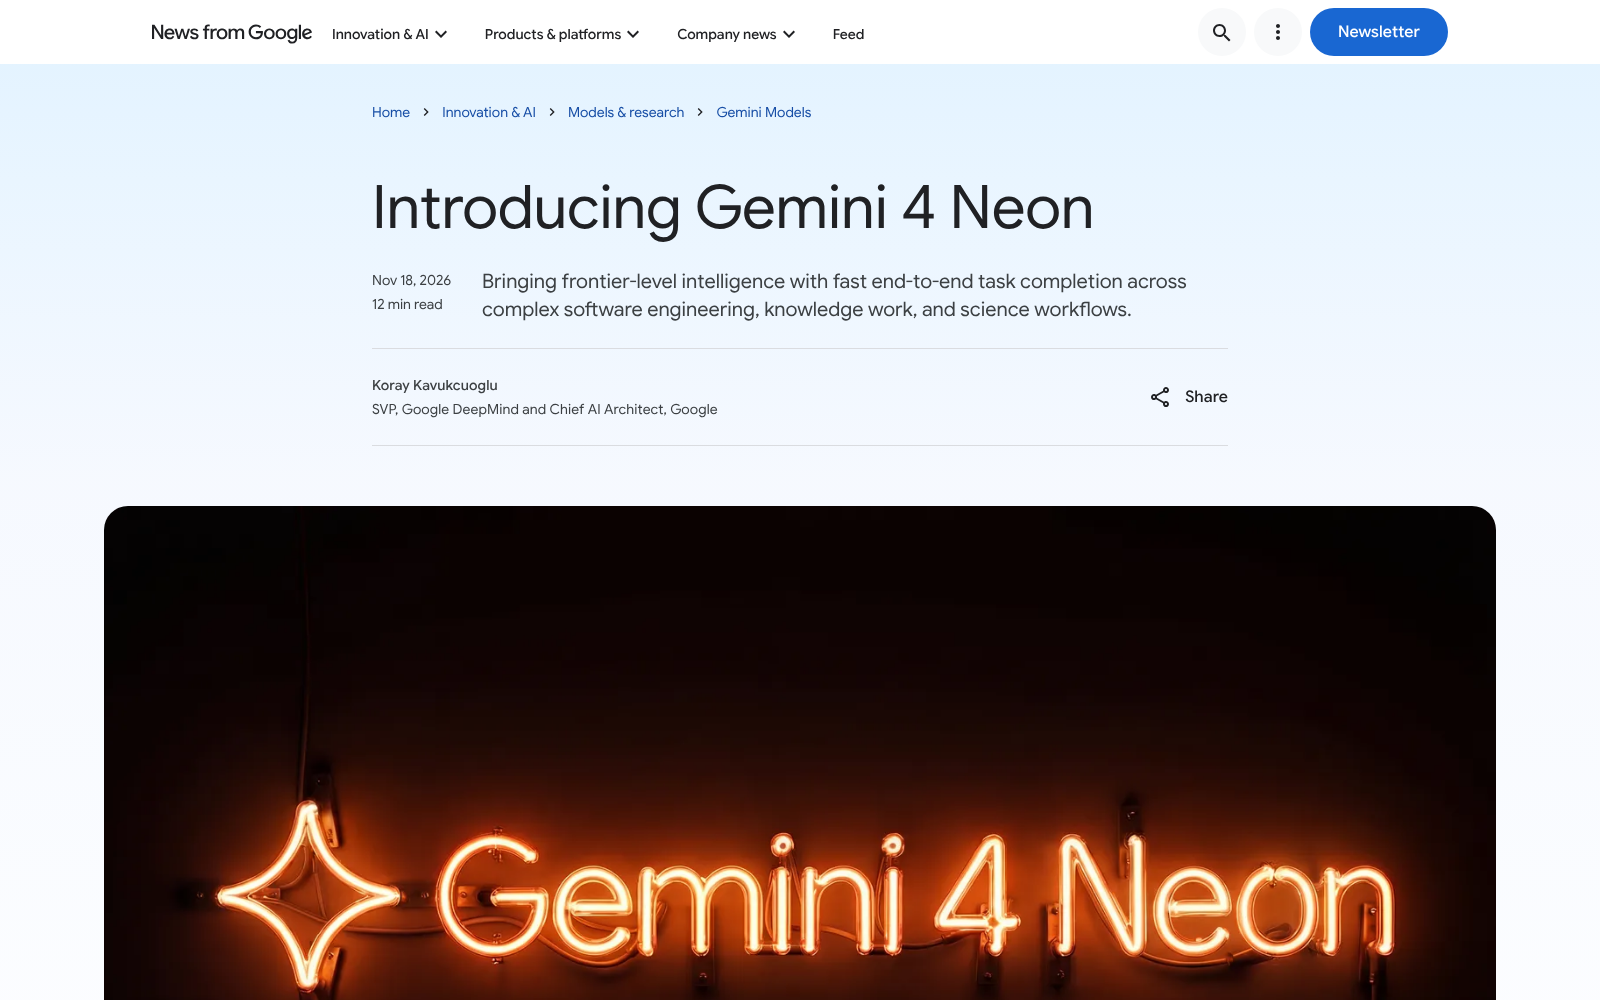 News from Google
Innovation & AI
Products & platforms
Company news
Feed
Newsletter
Home
Innovation & AI
Models & research
Gemini Models
Introducing Gemini 4 Neon
Nov 18, 2026
12 min read
Bringing frontier-level intelligence with fast end-to-end task completion across
complex software engineering, knowledge work, and science workflows.
Koray Kavukcuoglu
SVP, Google DeepMind and Chief AI Architect, Google
Share
Gemini 4 Neon